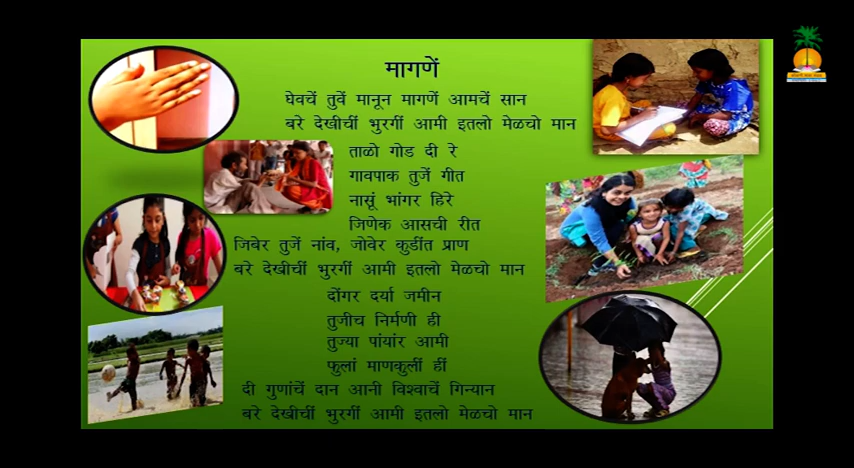 मागणें
घेवचें तुवें मानून मागणें आमचें सान
बरे देखीचीं भुरगीं आमी इतलो मेळचो मान
ताळो गोड दी रे
गावपाक तुजें गीत
नासूं भांगर हिरे
जिणेक आसची रीत
जिबेर तुजें नांव, जोवेर कुडींत प्राण
बरे देखीचीं भुरगीं आमी इतलो मेळचो मान
दोंगर दर्या जमीन
तुजीच निर्मणी ही
तुज्या पांयांर आमी
फुलां माणकुलीं हीं
दी गुणांचें दान आनी विश्वाचें गिन्यान
बरे देखीचीं भुरगीं आमी इतलो मेळचो मान